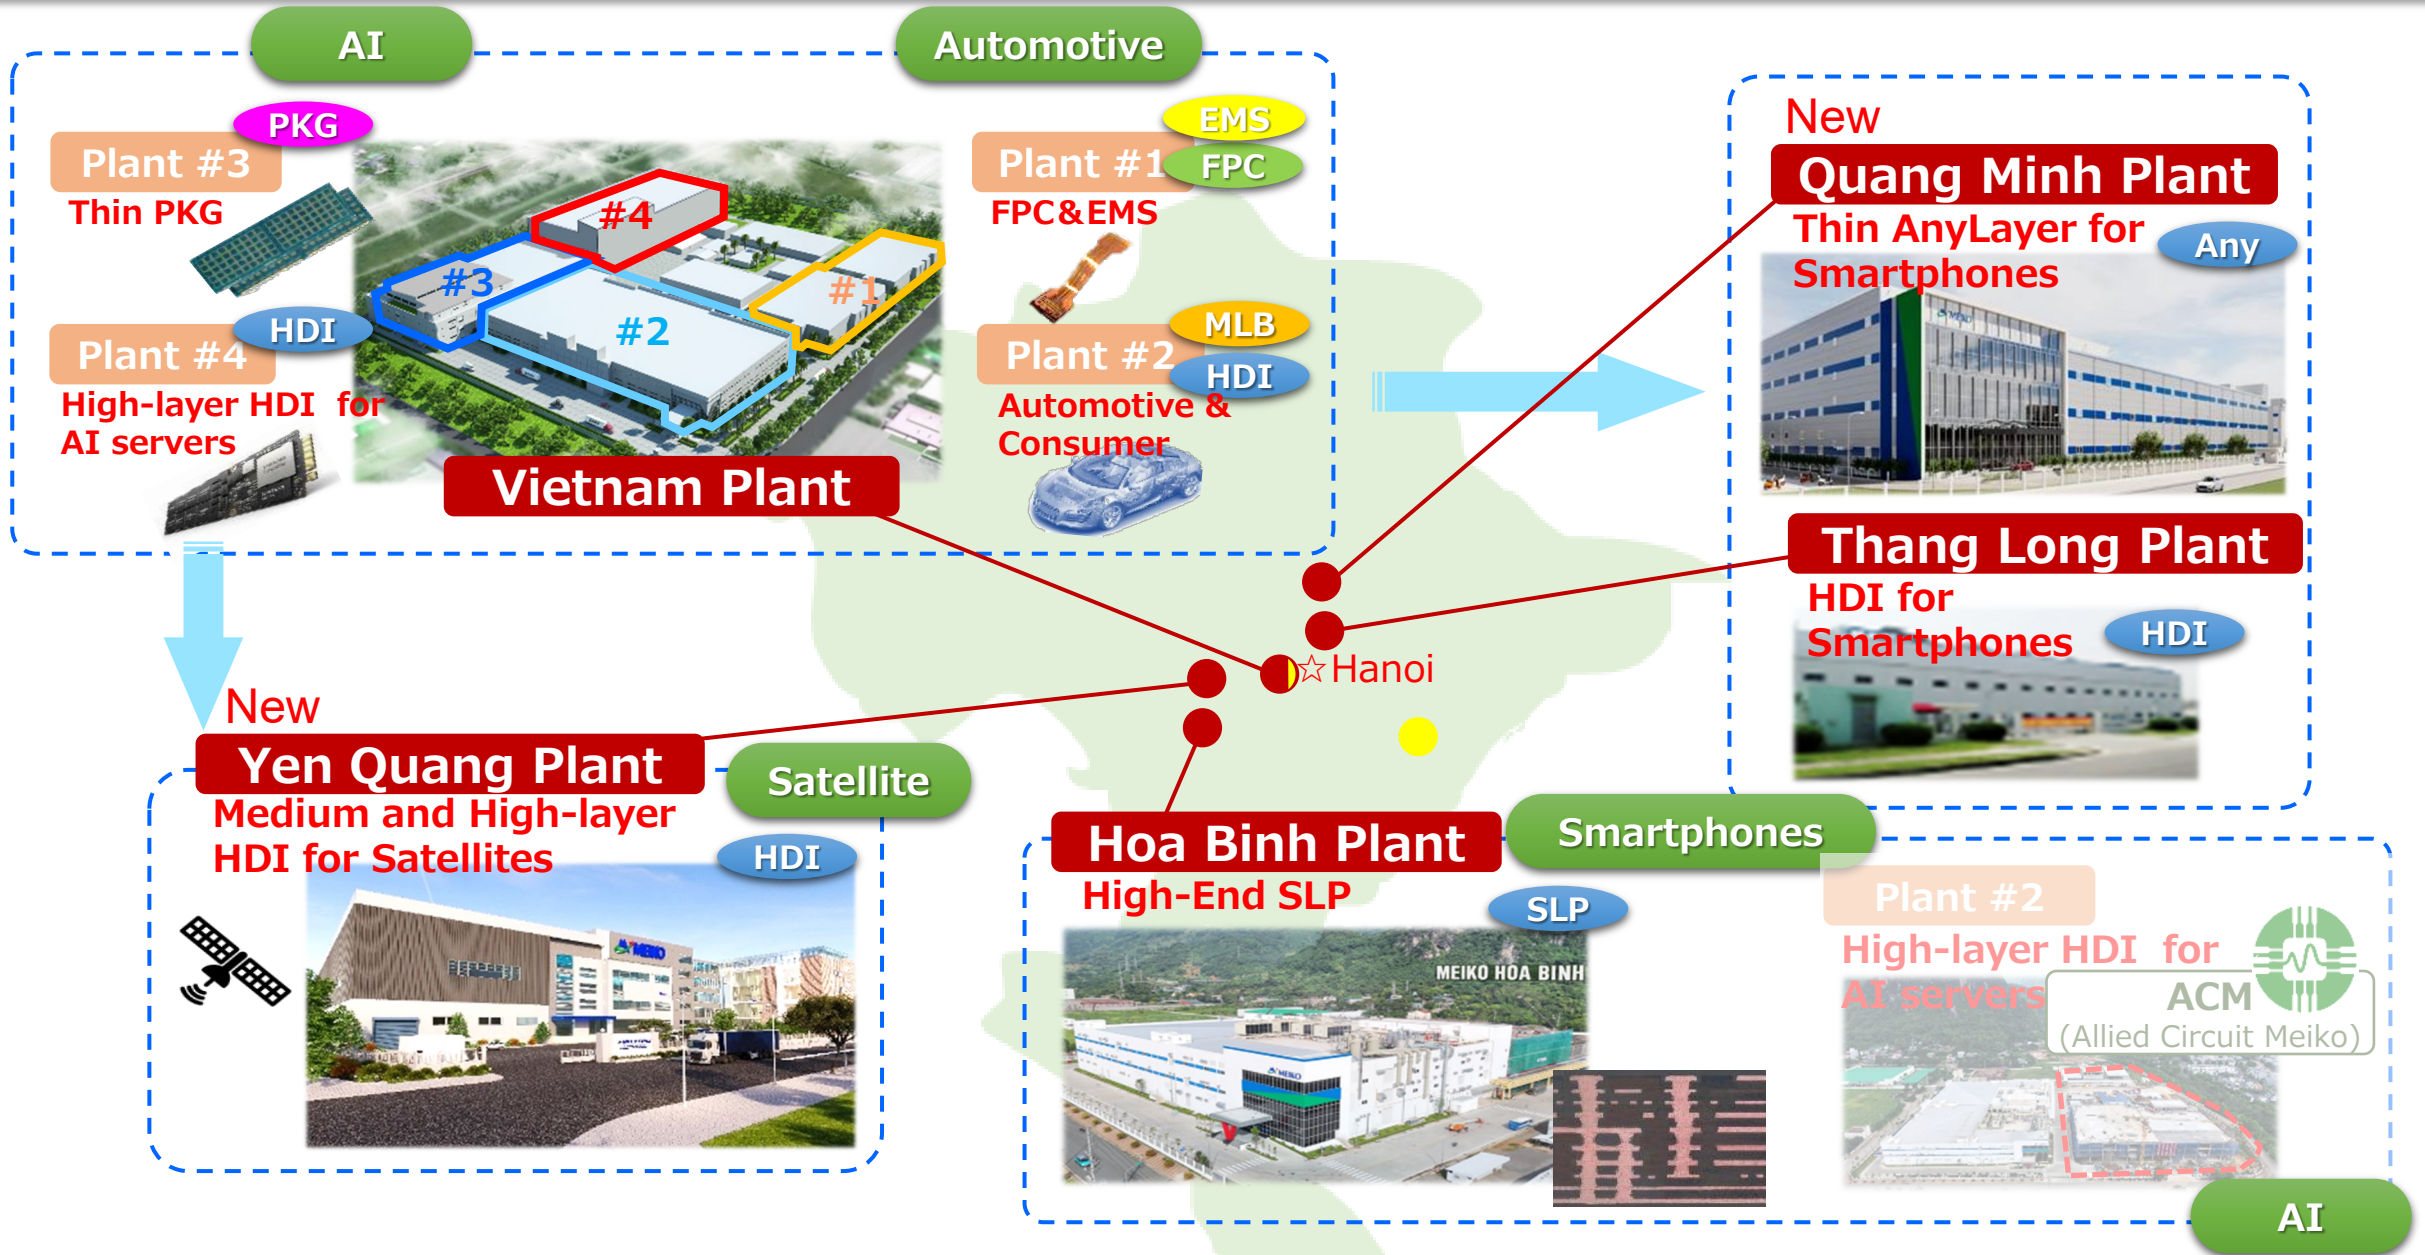 AI
Automotive
PKG
Plant #3
Thin PKG
HDI
Plant #4
High-layer HDI for
AI servers
#4
#3
#2
#1
EMS
Plant #1
FPC
FPC&EMS
MLB
Plant #2
HDI
Automotive &
Consumer
Vietnam Plant
New
Quang Minh Plant
Thin AnyLayer for
Smartphones
Any
MEIKO
Thang Long Plant
HDI for
Smartphones
HDI
☆Hanoi
New
Yen Quang Plant
Satellite
Medium and High-layer
HDI for Satellites
HDI
MEIKO
Hoa Binh Plant
Smartphones
High-End SLP
SLP
MEIKO HOA BINH
MEIKO
Plant #2
High-layer HDI for
AI servers
ACM
(Allied Circuit Meiko)
AI